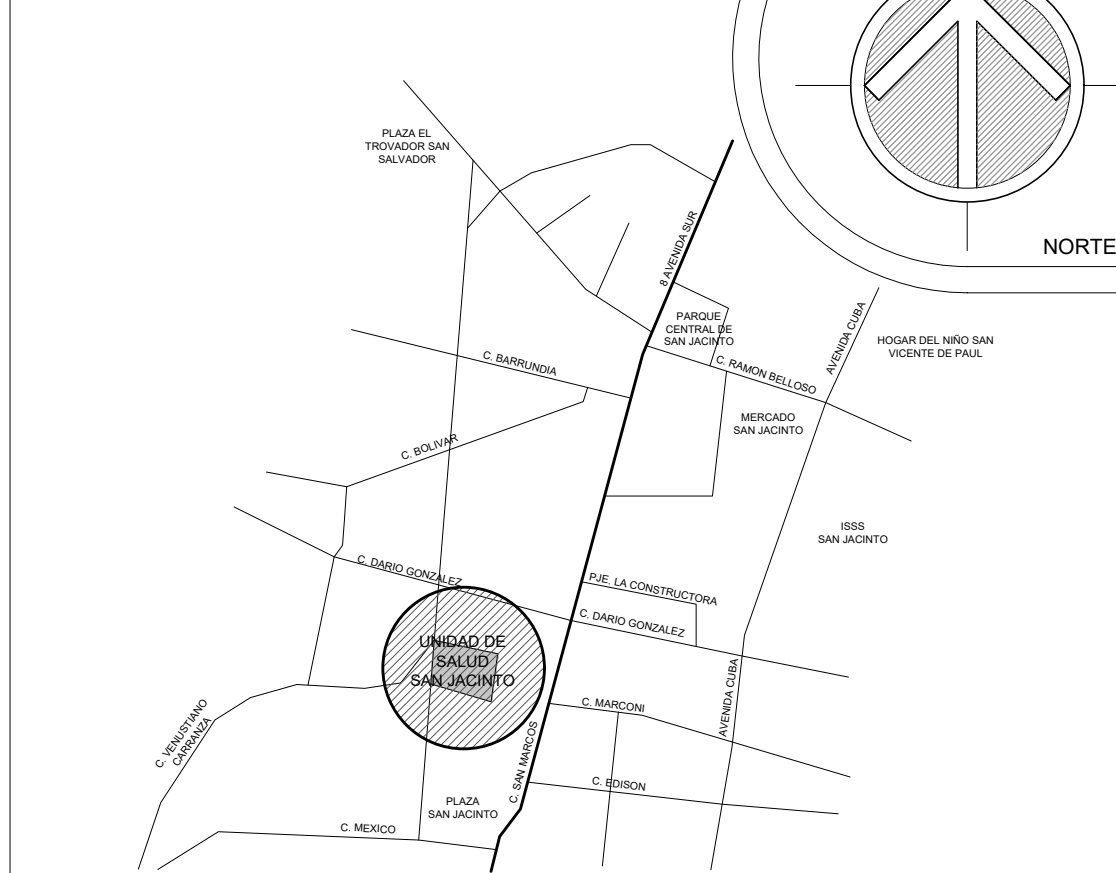 PLAZA EL
TROVADOR SAN
SALVADOR
8 AVENIDA SUR
NORTE
PARQUE
CENTRAL DE
SAN JACINTO
AVENIDA CUBA
HOGAR DEL NIÑO SAN
VICENTE DE PAUL
C. BARRUNDIA
C. RAMON BELLOSO
MERCADO
SAN JACINTO
C. BOLIVAR
ISSS
SAN JACINTO
C. DARIO GONZALEZ
PJE. LA CONSTRUCTORA
C. DARIO GONZALEZ
UNIDAD DE
SALUD
SAN JACINTO
C. MARCONI
AVENIDA CUBA
C. VENUSTIANO
CARRANZA
C. SAN MARCOS
C. EDISON
PLAZA
SAN JACINTO
C. MEXICO